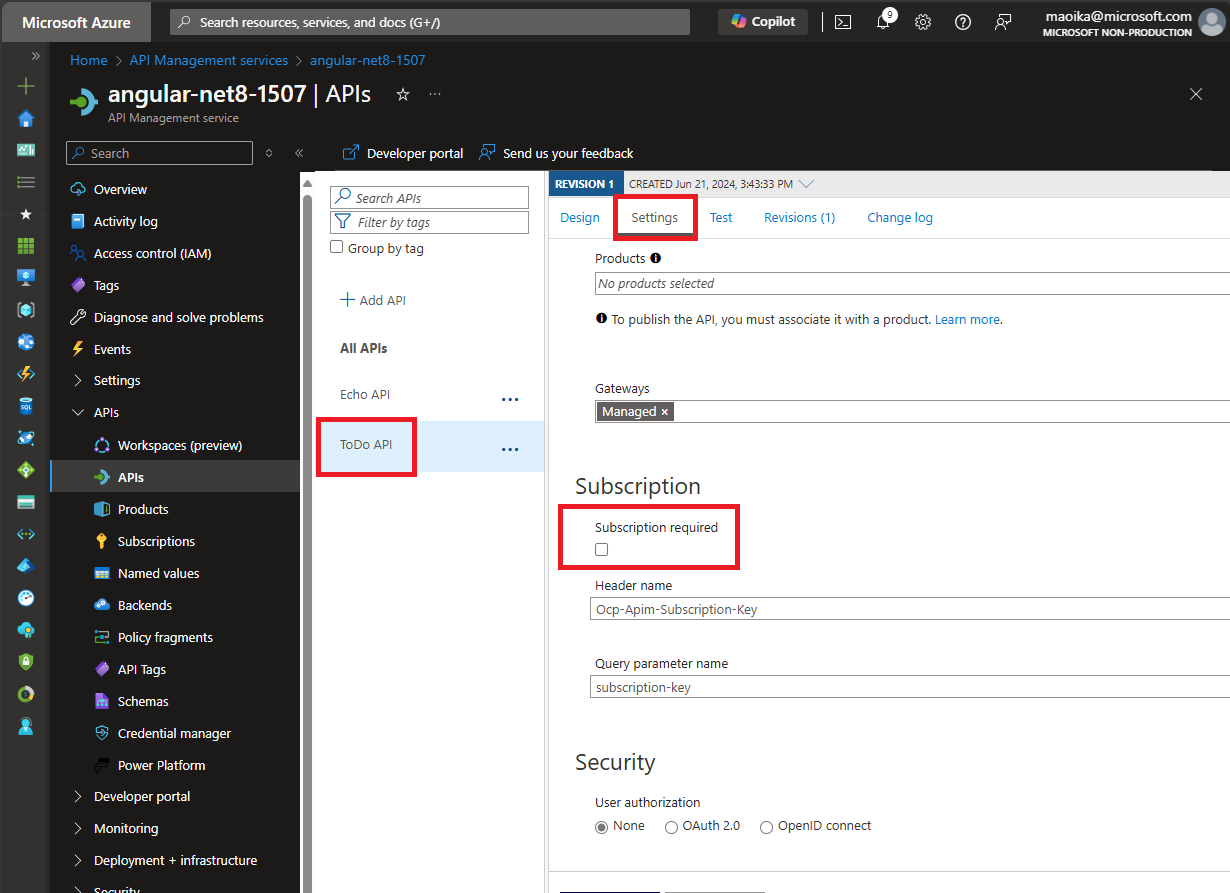 Microsoft Azure
Search resources, services, and docs (G+/)
Copilot
9
maoika@microsoft.com
MICROSOFT NON-PRODUCTION
Home > API Management services > angular-net8-1507
angular-net8-1507 | APIs
API Management service
Search
Developer portal
Send us your feedback
Overview
Activity log
Access control (IAM)
Tags
Diagnose and solve problems
Events
Settings
APIs
Workspaces (preview)
APIs
Products
Subscriptions
Named values
Backends
Policy fragments
API Tags
Schemas
Credential manager
Power Platform
Developer portal
Monitoring
Deployment + infrastructure
Security
Search APIs
Filter by tags
Group by tag
Add API
All APIs
Echo API
ToDo API
REVISION 1
CREATED Jun 21, 2024, 3:43:33 PM
Design
Settings
Test
Revisions (1)
Change log
Products
No products selected
To publish the API, you must associate it with a product. Learn more.
Gateways
Managed ×
Subscription
Subscription required
Header name
Ocp-Apim-Subscription-Key
Query parameter name
subscription-key
Security
User authorization
None
OAuth 2.0
OpenID connect
SQL